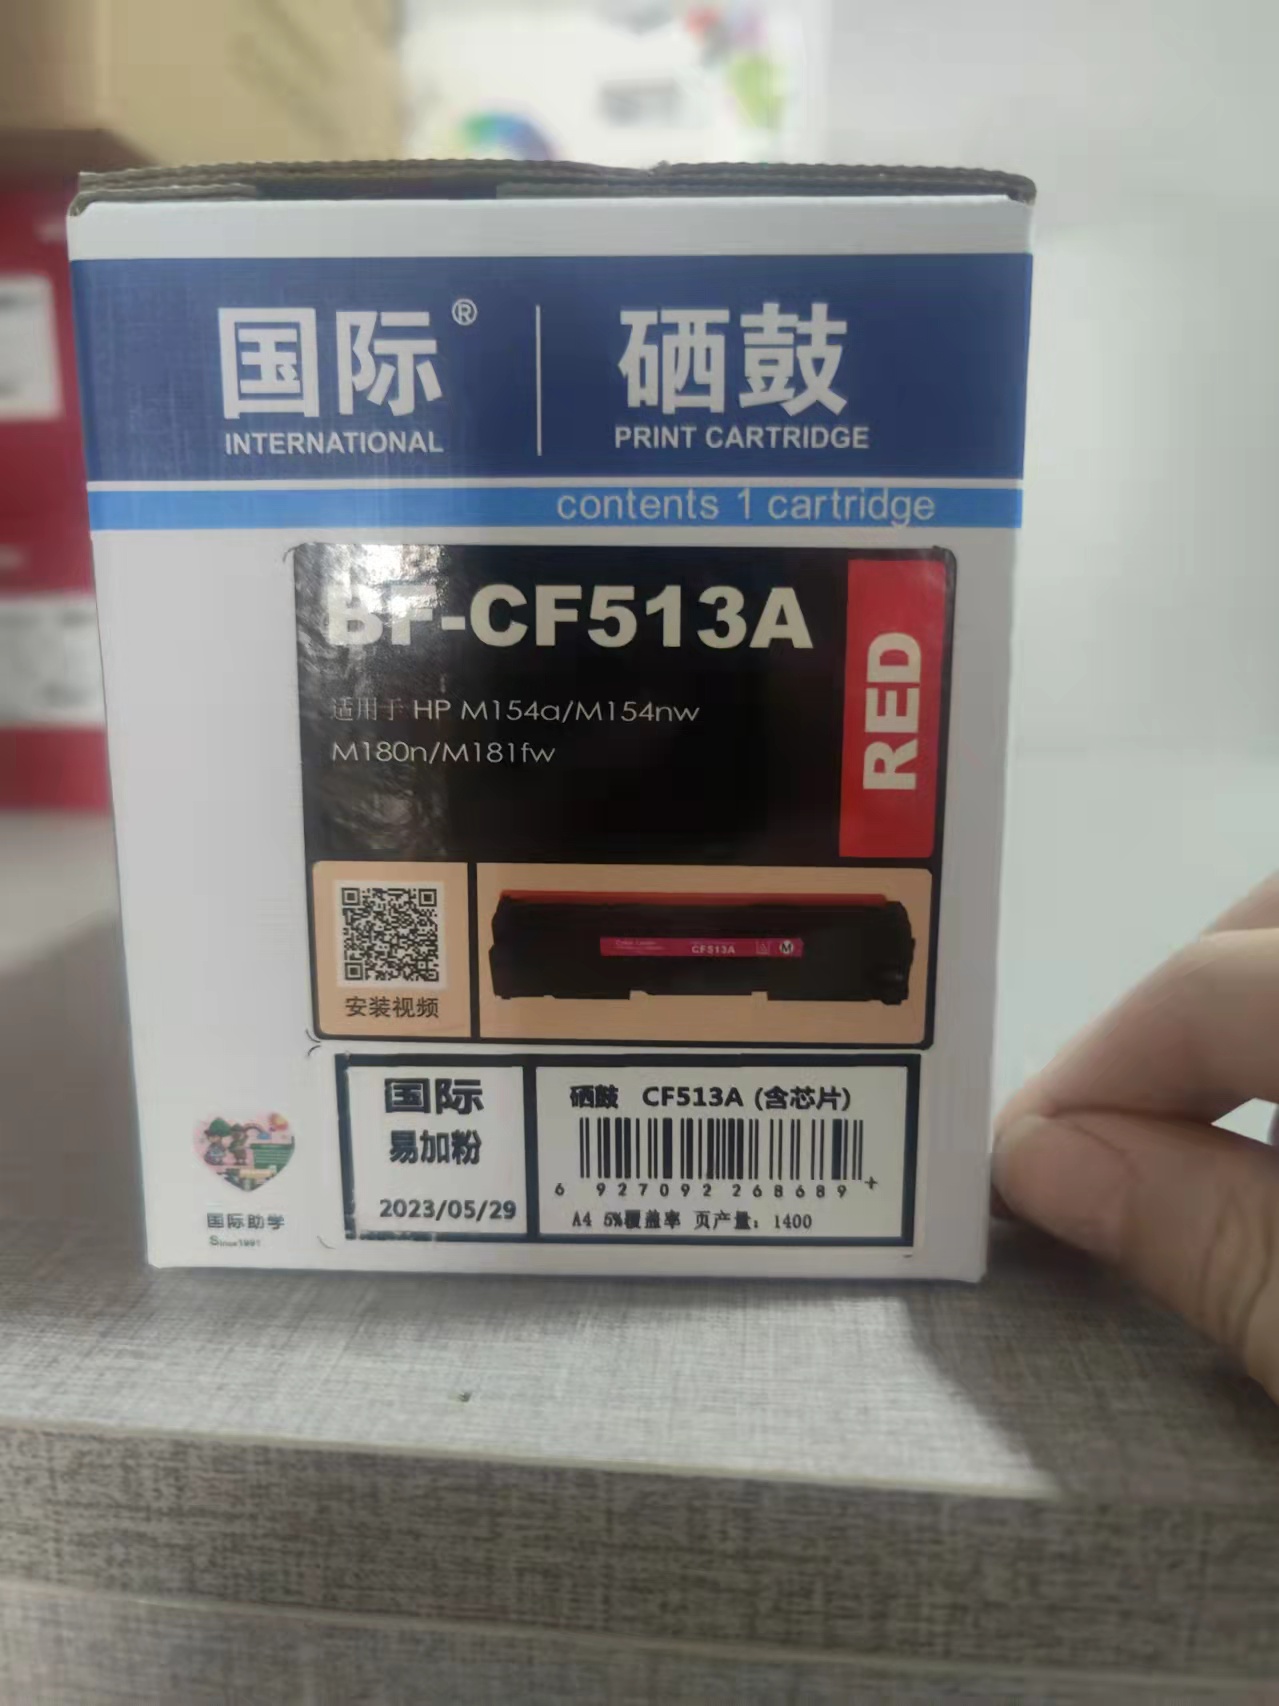 国际® 硒鼓
INTERNATIONAL PRINT CARTRIDGE
contents 1 cartridge
BF-CF513A
RED
适用于 HP M154a/M154nw
M180n/M181fw
CF513A M
安装视频
国际
易加粉
2023/05/29
硒鼓 CF513A (含芯片)
6 927092 268689 +
A4 5%覆盖率 页产量: 1400
国际助学
Since1991